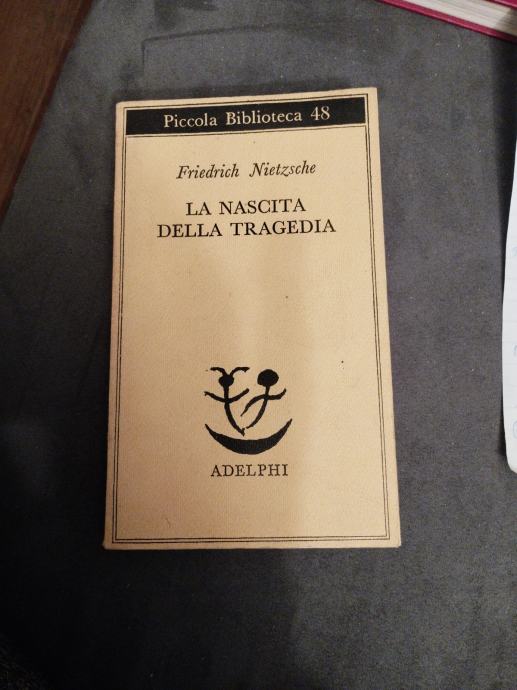 Piccola Biblioteca 48
Friedrich Nietzsche
LA NASCITA
DELLA TRAGEDIA
ADELPHI